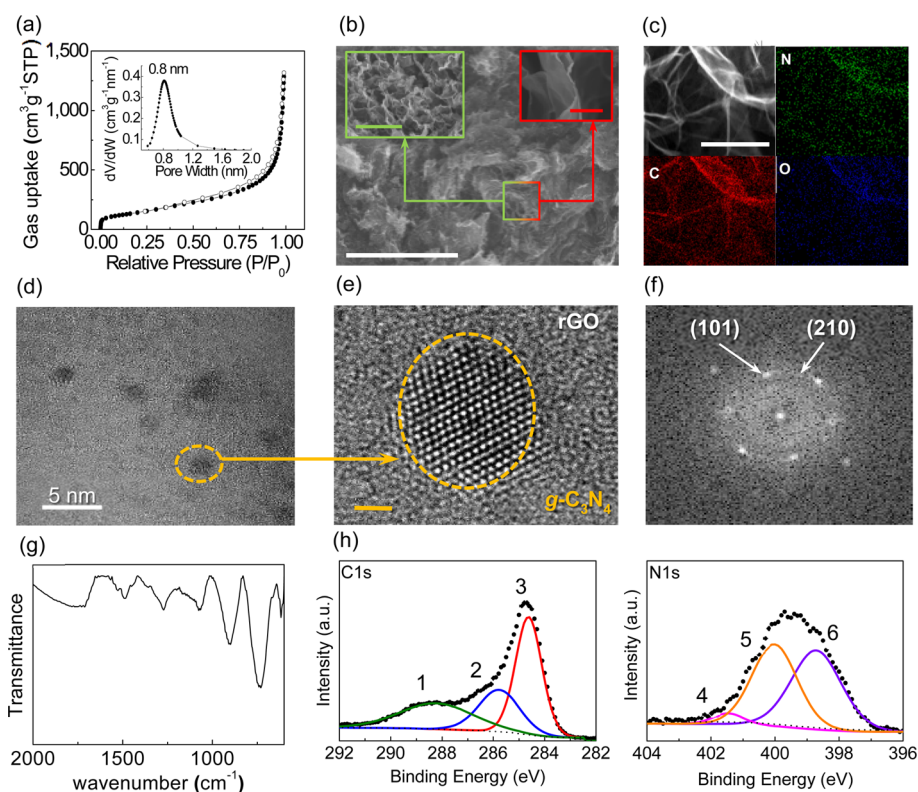 (a)
1,500
1,000
500
0
0.00
0.25
0.50
0.75
1.00
Gas uptake (cm³g⁻¹STP)
Relative Pressure (P/P₀)
0.8 nm
0.4
0.3
0.2
0.1
0.4
0.8
1.2
1.6
2.0
dV/dW (cm³g⁻¹nm⁻¹)
Pore Width (nm)
(b)
(c)
N
C
O
(d)
5 nm
(e)
rGO
g-C₃N₄
(f)
(101)
(210)
(g)
Transmittance
2000
1500
1000
wavenumber (cm⁻¹)
(h)
C1s
1
2
3
Intensity (a.u.)
292
290
288
286
284
282
Binding Energy (eV)
N1s
4
5
6
Intensity (a.u.)
404
402
400
398
396
Binding Energy (eV)